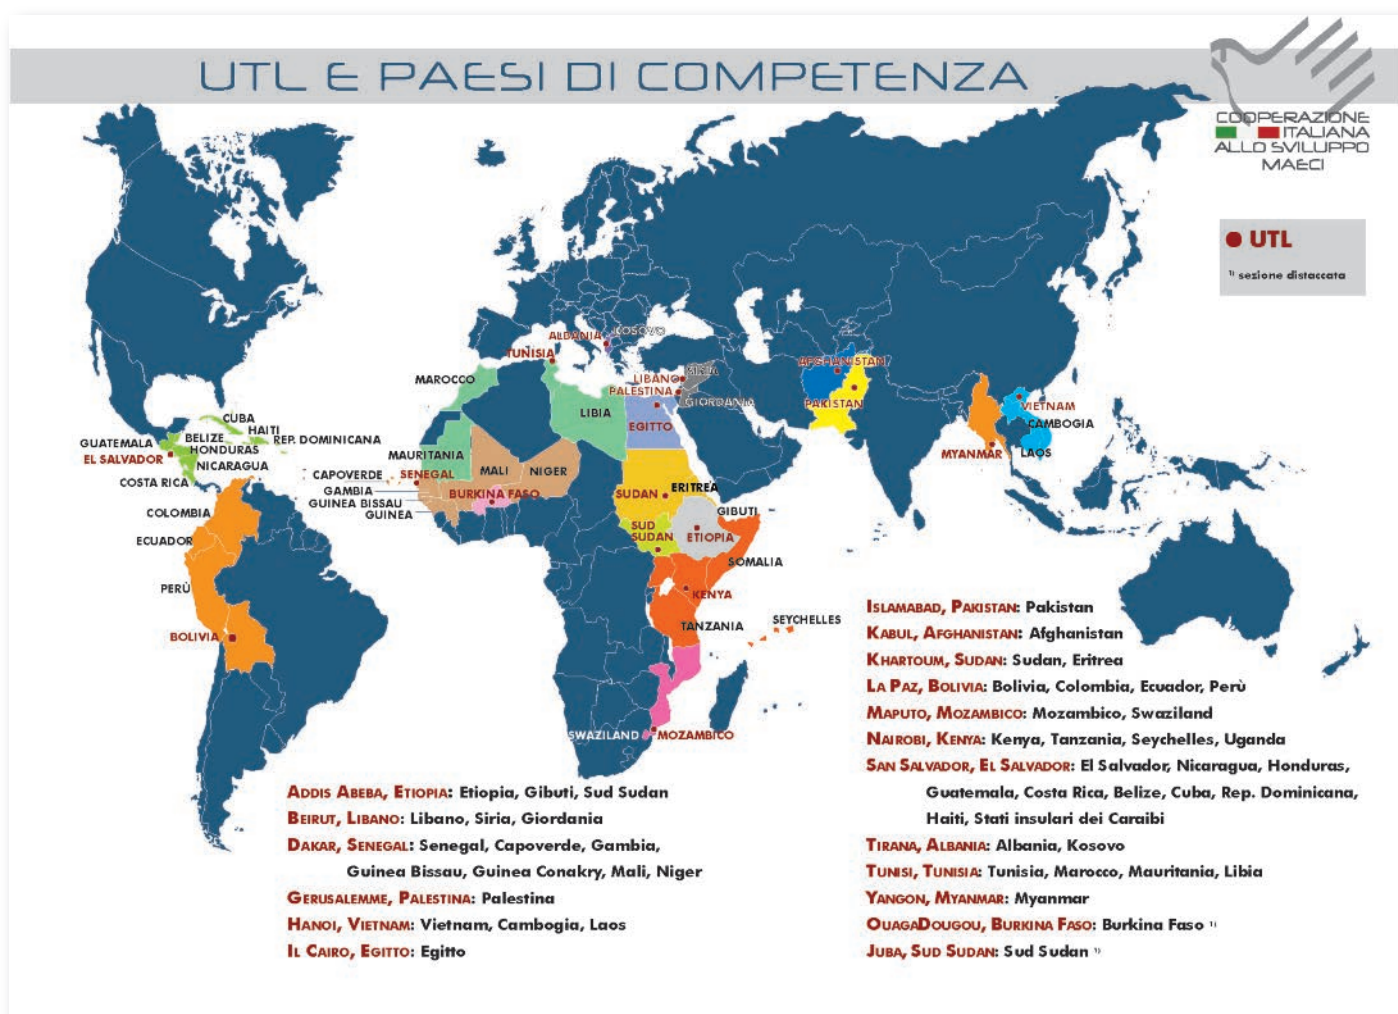 UTL E PAESI DI COMPETENZA
COOPERAZIONE
ITALIANA
ALLO SVILUPPO
MAECI
UTL
1) sezione distaccata
ALBANIA
KOSOVO
TUNISIA
MAROCCO
LIBIA
LIBANO
SIRIA
PALESTINA
GIORDANIA
EGITTO
AFGHANISTAN
PAKISTAN
MYANMAR
VIETNAM
CAMBOGIA
LAOS
CUBA
HAITI
REP. DOMINICANA
GUATEMALA
BELIZE
HONDURAS
EL SALVADOR
NICARAGUA
COSTA RICA
COLOMBIA
ECUADOR
PERÙ
BOLIVIA
MAURITANIA
MALI
NIGER
CAPOVERDE
SENEGAL
GAMBIA
GUINEA BISSAU
GUINEA
BURKINA FASO
SUDAN
ERITREA
GIBUTI
SUD
SUDAN
ETIOPIA
SOMALIA
KENYA
TANZANIA
SEYCHELLES
SWAZILAND
MOZAMBICO
ADDIS ABEBA, ETIOPIA: Etiopia, Gibuti, Sud Sudan
BEIRUT, LIBANO: Libano, Siria, Giordania
DAKAR, SENEGAL: Senegal, Capoverde, Gambia,
Guinea Bissau, Guinea Conakry, Mali, Niger
GERUSALEMME, PALESTINA: Palestina
HANOI, VIETNAM: Vietnam, Cambogia, Laos
IL CAIRO, EGITTO: Egitto
ISLAMABAD, PAKISTAN: Pakistan
KABUL, AFGHANISTAN: Afghanistan
KHARTOUM, SUDAN: Sudan, Eritrea
LA PAZ, BOLIVIA: Bolivia, Colombia, Ecuador, Perù
MAPUTO, MOZAMBICO: Mozambico, Swaziland
NAIROBI, KENYA: Kenya, Tanzania, Seychelles, Uganda
SAN SALVADOR, EL SALVADOR: El Salvador, Nicaragua, Honduras,
Guatemala, Costa Rica, Belize, Cuba, Rep. Dominicana,
Haiti, Stati insulari dei Caraibi
TIRANA, ALBANIA: Albania, Kosovo
TUNISI, TUNISIA: Tunisia, Marocco, Mauritania, Libia
YANGON, MYANMAR: Myanmar
OUAGADOUGOU, BURKINA FASO: Burkina Faso 1)
JUBA, SUD SUDAN: Sud Sudan 1)